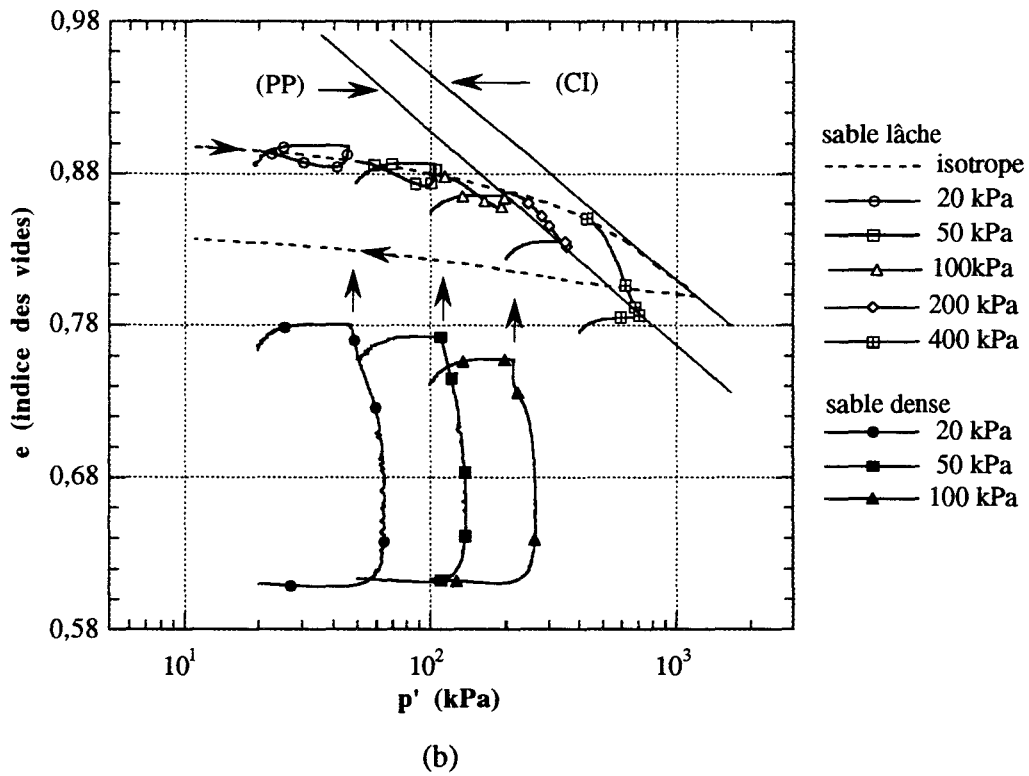 0,98
0,88
0,78
0,68
0,58
e (indice des vides)
(PP)
(CI)
10¹
10²
10³
p' (kPa)
(b)
sable lâche
isotrope
20 kPa
50 kPa
100kPa
200 kPa
400 kPa
sable dense
20 kPa
50 kPa
100 kPa